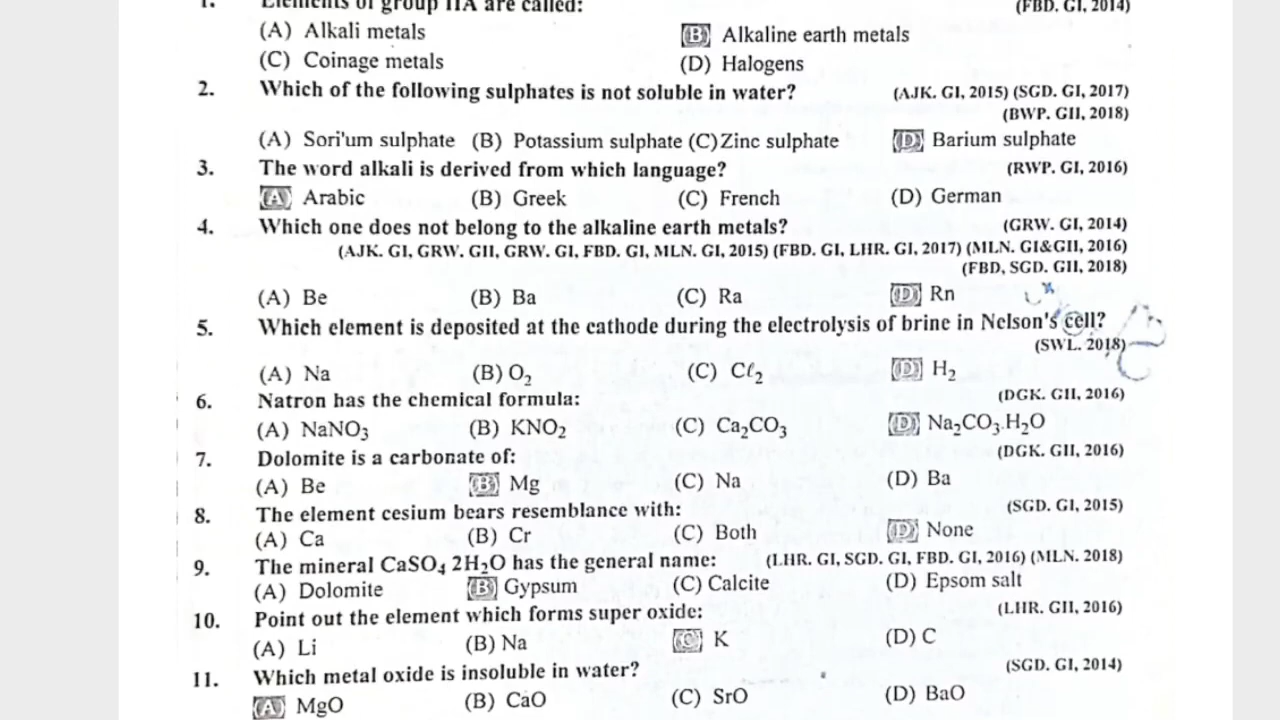 1. Elements of group IIA are called: (FBD. GI, 2014)
(A) Alkali metals (B) Alkaline earth metals
(C) Coinage metals (D) Halogens
2. Which of the following sulphates is not soluble in water? (AJK. GI, 2015) (SGD. GI, 2017)
(BWP. GII, 2018)
(A) Sori'um sulphate (B) Potassium sulphate (C) Zinc sulphate (D) Barium sulphate
3. The word alkali is derived from which language? (RWP. GI, 2016)
(A) Arabic (B) Greek (C) French (D) German
4. Which one does not belong to the alkaline earth metals? (GRW. GI, 2014)
(AJK. GI, GRW. GII, GRW. GI, FBD. GI, MLN. GI, 2015) (FBD. GI, LHR. GI, 2017) (MLN. GI&GII, 2016)
(FBD, SGD. GII, 2018)
(A) Be (B) Ba (C) Ra (D) Rn
5. Which element is deposited at the cathode during the electrolysis of brine in Nelson's cell?
(SWL. 2018)
(A) Na (B) O₂ (C) Cℓ₂ (D) H₂
6. Natron has the chemical formula: (DGK. GII, 2016)
(A) NaNO₃ (B) KNO₂ (C) Ca₂CO₃ (D) Na₂CO₃.H₂O
7. Dolomite is a carbonate of: (DGK. GII, 2016)
(A) Be (B) Mg (C) Na (D) Ba
8. The element cesium bears resemblance with: (SGD. GI, 2015)
(A) Ca (B) Cr (C) Both (D) None
9. The mineral CaSO₄ 2H₂O has the general name: (LHR. GI, SGD. GI, FBD. GI, 2016) (MLN. 2018)
(A) Dolomite (B) Gypsum (C) Calcite (D) Epsom salt
10. Point out the element which forms super oxide: (LHR. GII, 2016)
(A) Li (B) Na (C) K (D) C
11. Which metal oxide is insoluble in water? (SGD. GI, 2014)
(A) MgO (B) CaO (C) SrO (D) BaO